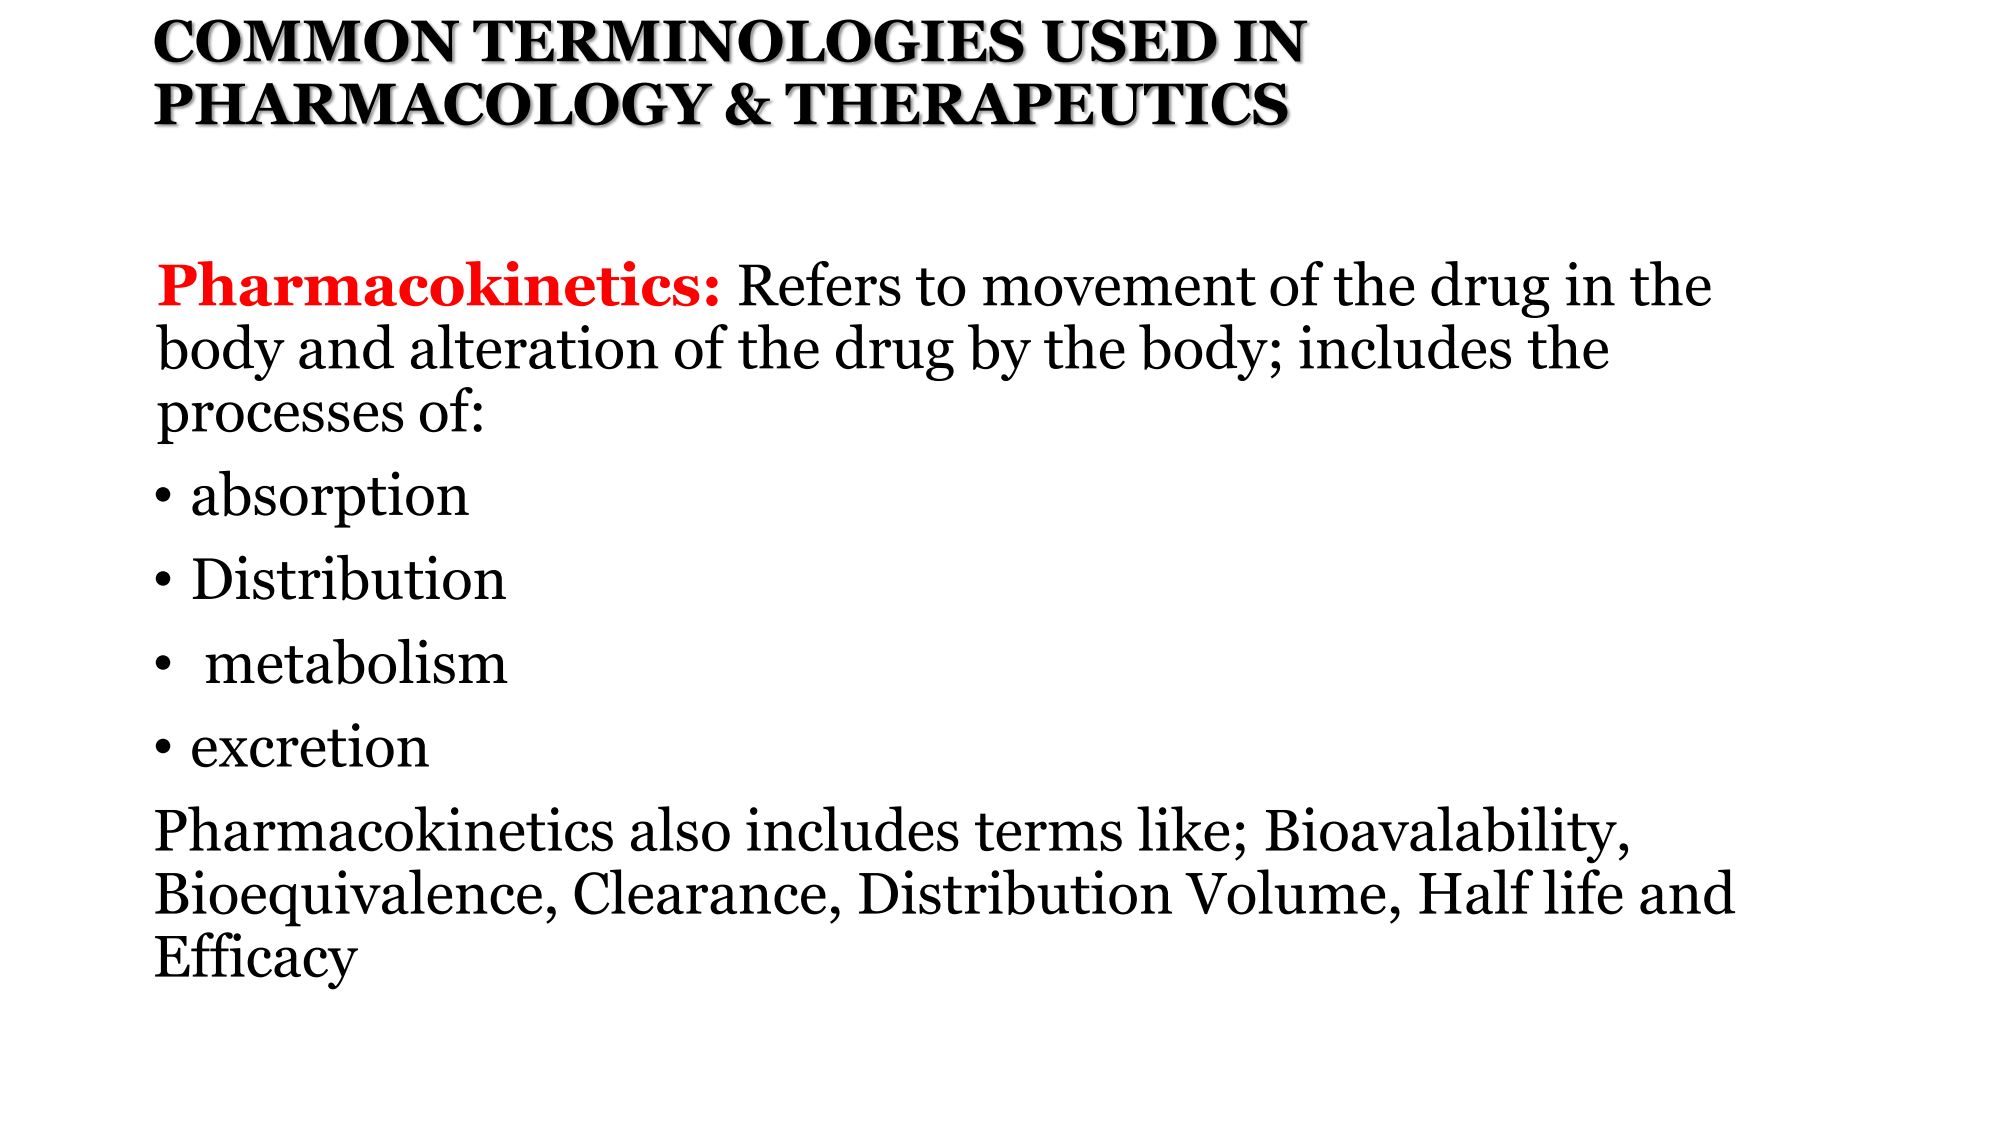 COMMON TERMINOLOGIES USED IN
PHARMACOLOGY & THERAPEUTICS
Pharmacokinetics: Refers to movement of the drug in the
body and alteration of the drug by the body; includes the
processes of:
• absorption
• Distribution
• metabolism
• excretion
Pharmacokinetics also includes terms like; Bioavalability,
Bioequivalence, Clearance, Distribution Volume, Half life and
Efficacy